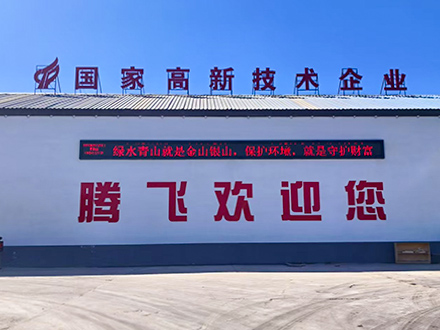 国家高新技术企业
绿水青山就是金山银山，保护环境，就是守护财富
腾飞欢迎您